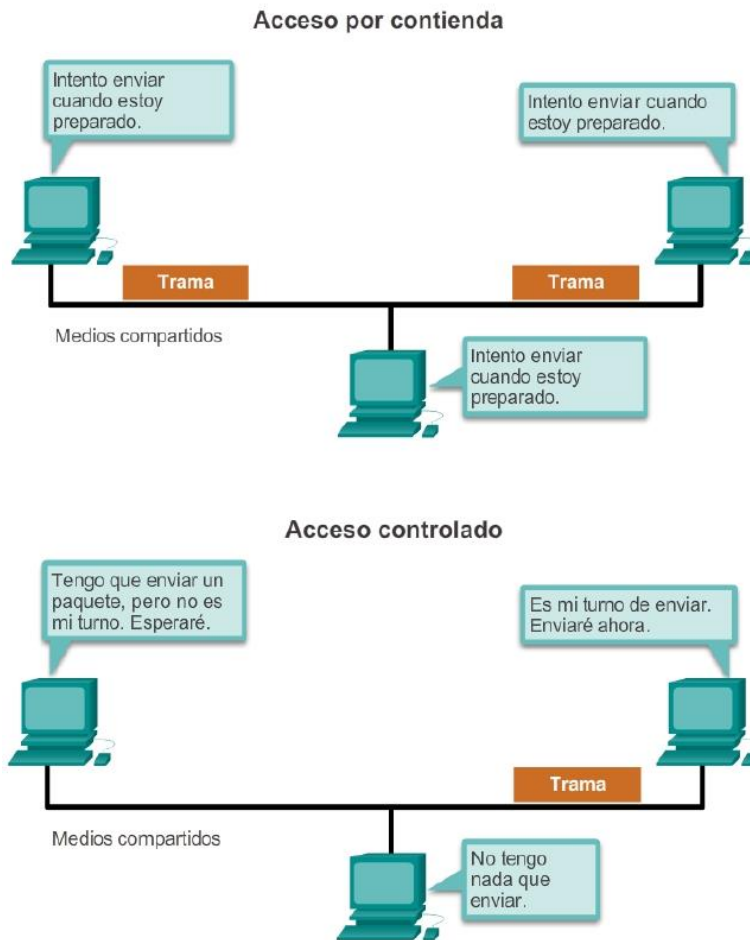 Acceso por contienda
Intento enviar
cuando estoy
preparado.
Intento enviar cuando
estoy preparado.
Trama
Trama
Medios compartidos
Intento enviar
cuando estoy
preparado.
Acceso controlado
Tengo que enviar un
paquete, pero no es
mi turno. Esperaré.
Es mi turno de enviar.
Enviaré ahora.
Trama
Medios compartidos
No tengo
nada que
enviar.